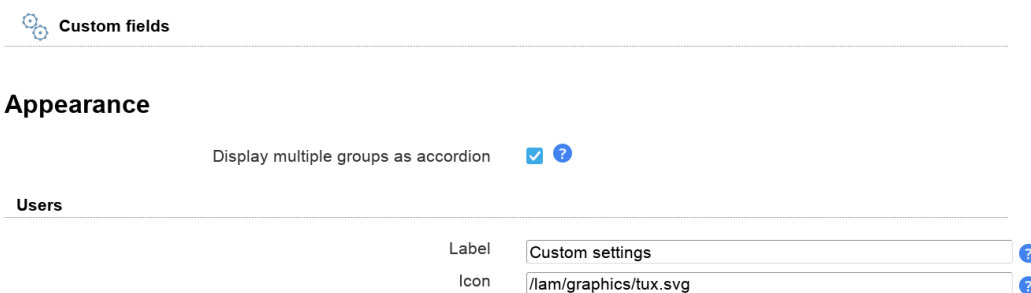 Custom fields
Appearance
Display multiple groups as accordion ?
Users
Label Custom settings ?
Icon /lam/graphics/tux.svg ?